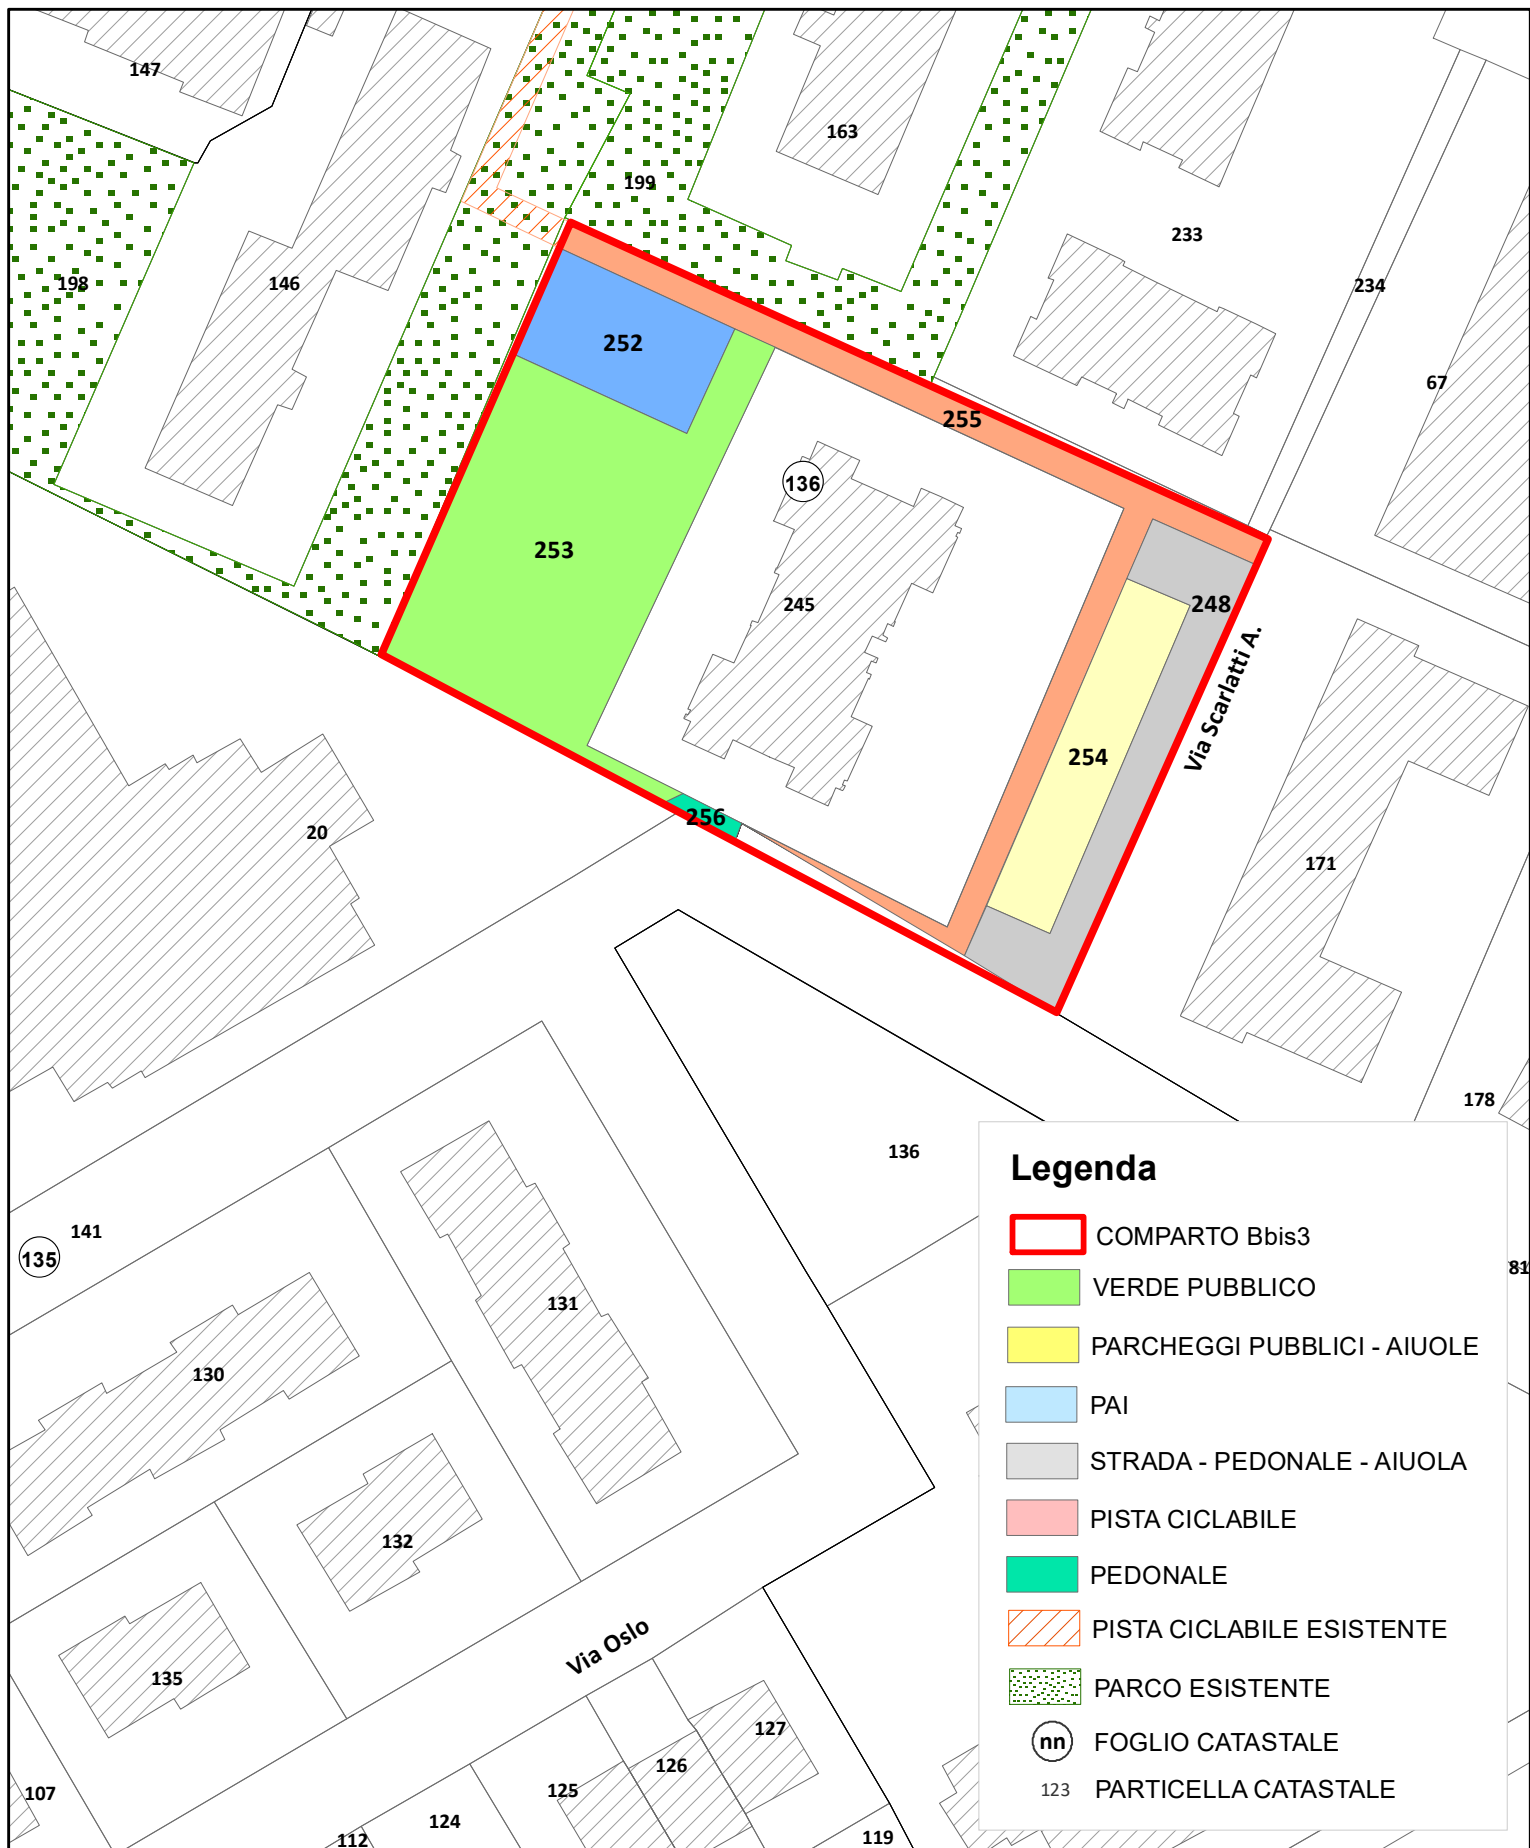 147
163
199
233
198
146
234
252
67
255
136
253
245
248
Via Scarlatti A.
254
256
20
171
178
136
141
135
131
130
132
135
Via Oslo
127
126
125
107
124
112
119
81
Legenda
COMPARTO Bbis3
VERDE PUBBLICO
PARCHEGGI PUBBLICI - AIUOLE
PAI
STRADA - PEDONALE - AIUOLA
PISTA CICLABILE
PEDONALE
PISTA CICLABILE ESISTENTE
PARCO ESISTENTE
nn FOGLIO CATASTALE
123 PARTICELLA CATASTALE